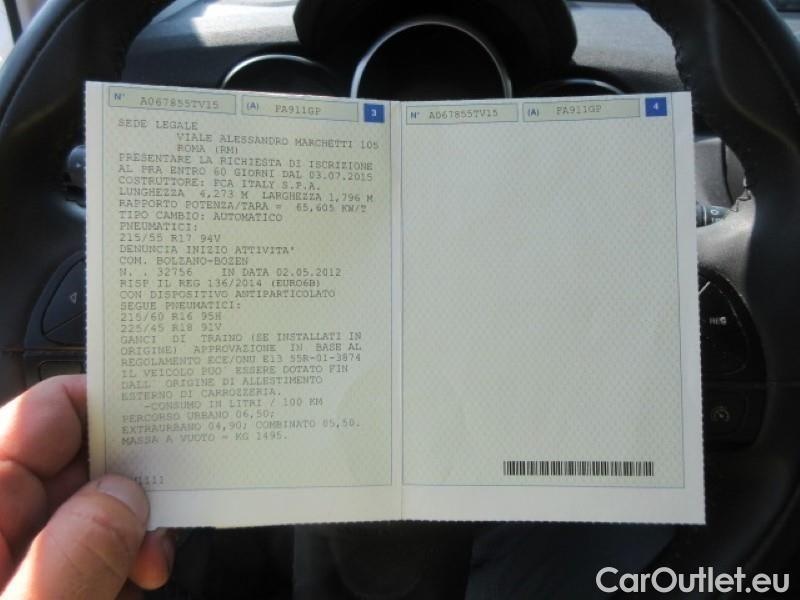 N° A067855TV15 (A) FA911GP 3
SEDE LEGALE
VIALE ALESSANDRO MARCHETTI 105
ROMA (RM)
PRESENTARE LA RICHIESTA DI ISCRIZIONE
AL PRA ENTRO 60 GIORNI DAL 03.07.2015
COSTRUTTORE: FCA ITALY S.P.A.
LUNGHEZZA 4,273 M LARGHEZZA 1,796 M
RAPPORTO POTENZA/TARA = 65,605 KW/T
TIPO CAMBIO: AUTOMATICO
PNEUMATICI:
215/55 R17 94V
DENUNCIA INIZIO ATTIVITA'
COM. BOLZANO-BOZEN
N. . 32756 IN DATA 02.05.2012
RISP IL REG 136/2014 (EURO6B)
CON DISPOSITIVO ANTIPARTICOLATO
SEGUE PNEUMATICI:
215/60 R16 95H
225/45 R18 91V
GANCI DI TRAINO (SE INSTALLATI IN
ORIGINE) APPROVAZIONE IN BASE AL
REGOLAMENTO ECE/ONU E13 55R-01-3874
IL VEICOLO PUO' ESSERE DOTATO FIN
DALL' ORIGINE DI ALLESTIMENTO
ESTERNO DI CARROZZERIA.
-CONSUMO IN LITRI / 100 KM
PERCORSO URBANO 06,50;
EXTRAURBANO 04,90; COMBINATO 05,50.
MASSA A VUOTO = KG 1495.
N° A067855TV15 (A) FA911GP 4
RES
CarOutlet.eu